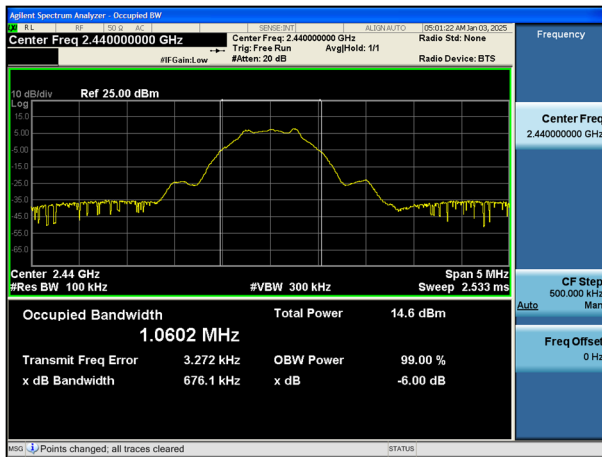 Agilent Spectrum Analyzer - Occupied BW
RL RF 50 Ω AC SENSE:INT ALIGN AUTO 05:01:22 AM Jan 03, 2025
Center Freq 2.440000000 GHz
Center Freq: 2.440000000 GHz Radio Std: None
Trig: Free Run Avg|Hold: 1/1
#IFGain:Low #Atten: 20 dB Radio Device: BTS
Frequency
10 dB/div Ref 25.00 dBm
Log
15.0
5.00
-5.00
-15.0
-25.0
-35.0
-45.0
-55.0
-65.0
Center 2.44 GHz Span 5 MHz
#Res BW 100 kHz #VBW 300 kHz Sweep 2.533 ms
Center Freq
2.440000000 GHz
CF Step
500.000 kHz
Auto Man
Freq Offset
0 Hz
Occupied Bandwidth Total Power 14.6 dBm
1.0602 MHz
Transmit Freq Error 3.272 kHz OBW Power 99.00 %
x dB Bandwidth 676.1 kHz x dB -6.00 dB
MSG Points changed; all traces cleared STATUS